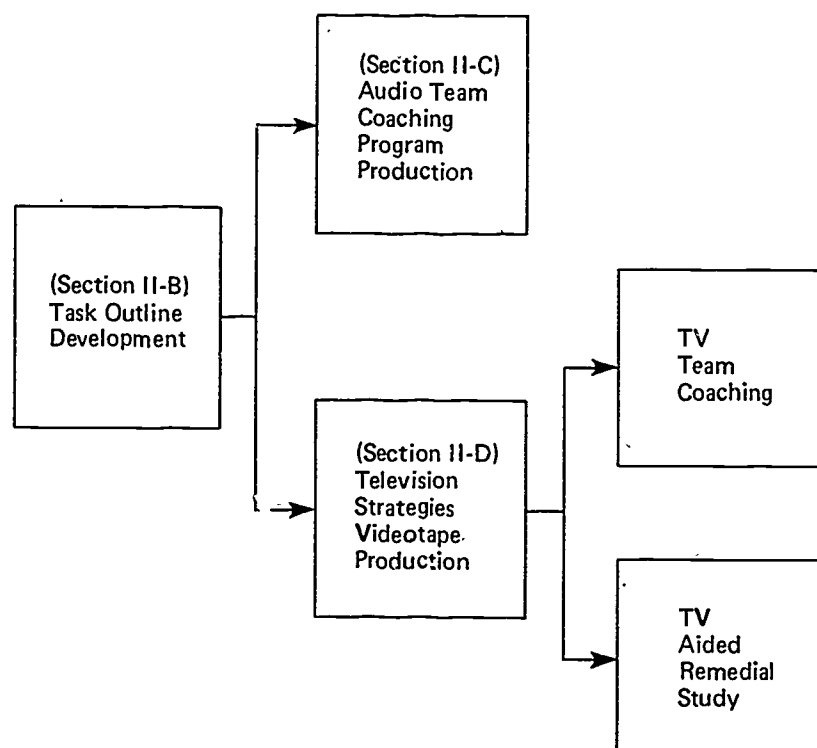 (Section II-C)
Audio Team
Coaching
Program
Production
(Section II-B)
Task Outline
Development
TV
Team
Coaching
(Section II-D)
Television
Strategies
Videotape
Production
TV
Aided
Remedial
Study